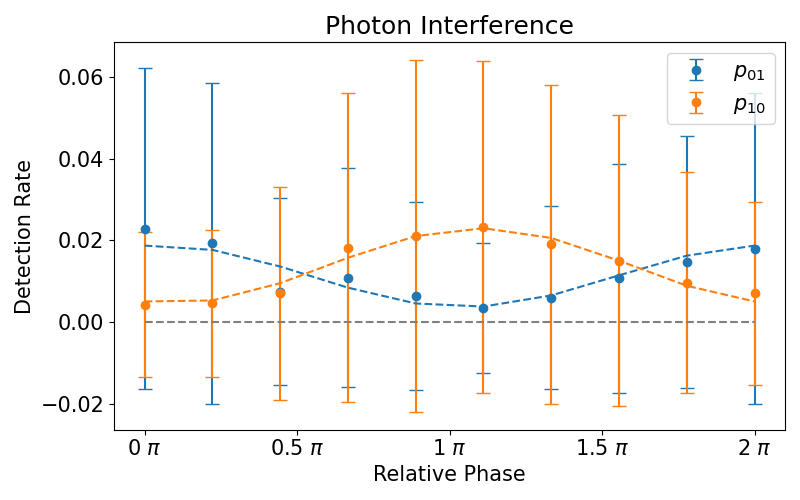 Photon Interference
p01
p10
Detection Rate
0.06
0.04
0.02
0.00
−0.02
0 π
0.5 π
1 π
1.5 π
2 π
Relative Phase